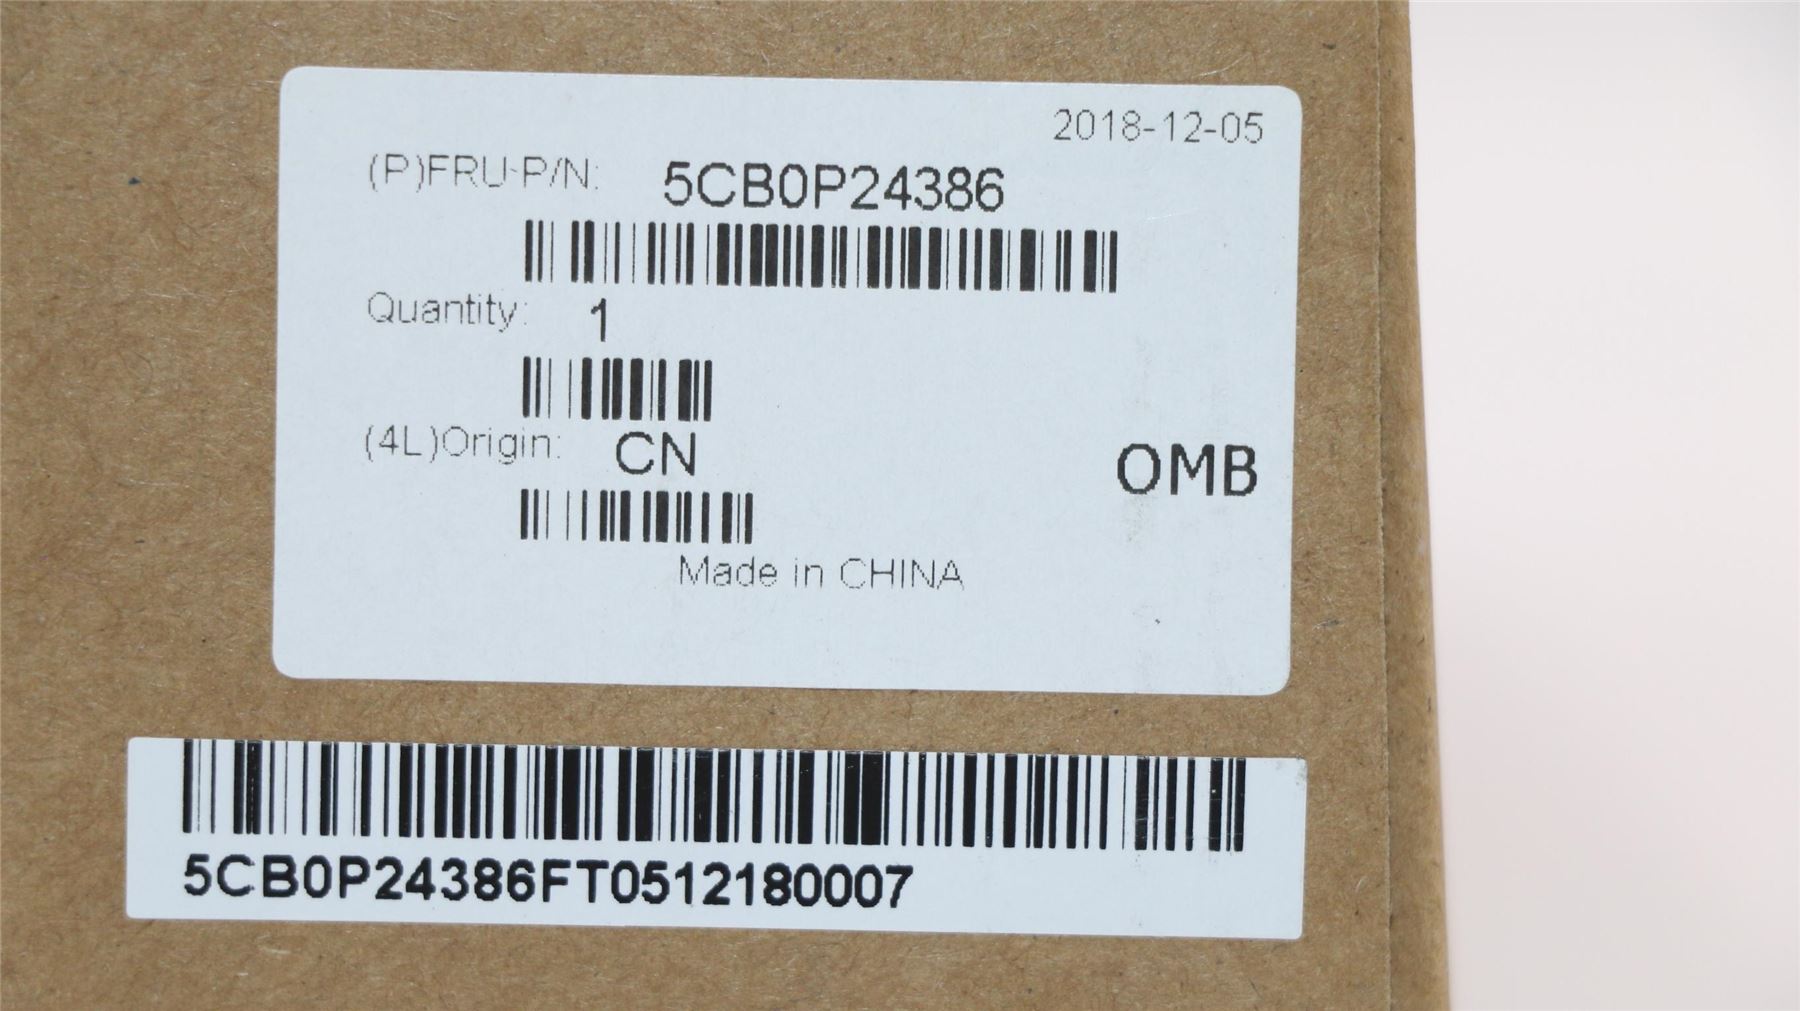 2018-12-05
(P)FRU-P/N: 5CB0P24386
Quantity: 1
(4L)Origin: CN
OMB
Made in CHINA
5CB0P24386FT0512180007